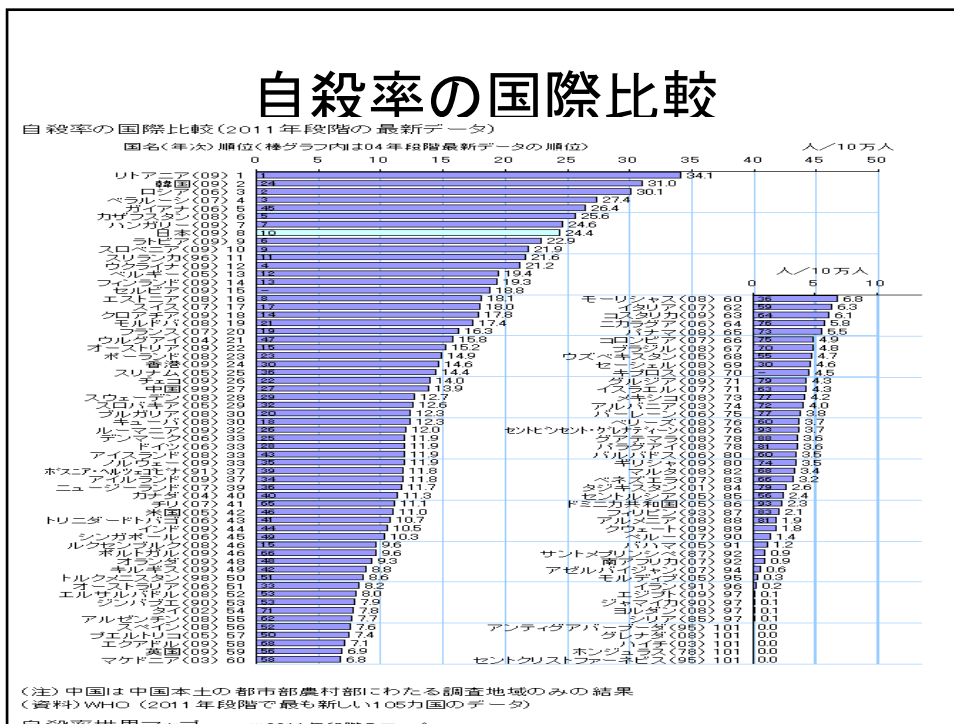 自殺率の国際比較
自殺率の国際比較(2011年段階の最新データ)
国名(年次) 順位(棒グラフ内は04年段階最新データの順位) 人/10万人
0 5 10 15 20 25 30 35 40 45 50
リトアニア(09) 1 1 34.1
韓国(09) 2 24 31.0
ロシア(06) 3 2 30.1
ベラルーシ(07) 4 3 27.4
ガイアナ(06) 5 45 26.4
カザフスタン(08) 6 5 25.6
ハンガリー(09) 7 7 24.6
日本(09) 8 10 24.4
ラトビア(09) 9 6 22.9
スロベニア(09) 10 9 21.9
スリランカ(96) 11 11 21.6
ウクライナ(09) 12 4 21.2
ベルギー(05) 13 12 19.4
フィンランド(09) 14 13 19.3
セルビア(09) 15 - 18.8
エストニア(08) 16 8 18.1
スイス(07) 17 17 18.0
クロアチア(09) 18 14 17.8
モルドバ(08) 19 21 17.4
フランス(07) 20 19 16.3
ウルグアイ(04) 21 47 15.8
オーストリア(09) 22 15 15.2
ポーランド(08) 23 23 14.9
香港(09) 24 30 14.6
スリナム(05) 25 36 14.4
チェコ(09) 26 22 14.0
中国(99) 27 27 13.9
スウェーデン(08) 28 29 12.7
スロバキア(05) 29 32 12.6
ブルガリア(08) 30 20 12.3
キューバ(08) 30 18 12.3
ルーマニア(09) 32 26 12.0
デンマーク(06) 33 25 11.9
ドイツ(06) 33 28 11.9
アイスランド(08) 33 43 11.9
ノルウェー(09) 33 35 11.9
ボスニア・ヘルツェゴビナ(91) 37 39 11.8
アイルランド(09) 37 34 11.8
ニュージーランド(07) 39 36 11.7
カナダ(04) 40 40 11.3
チリ(07) 41 65 11.1
米国(05) 42 46 11.0
トリニダードトバゴ(06) 43 41 10.7
インド(09) 44 44 10.5
シンガポール(06) 45 49 10.3
ルクセンブルク(08) 46 15 9.6
ポルトガル(09) 46 66 9.6
オランダ(09) 48 48 9.3
キルギス(09) 49 42 8.8
トルクメニスタン(98) 50 51 8.6
オーストラリア(06) 51 33 8.2
エルサルバドル(08) 52 53 8.0
ジンバブエ(90) 53 53 7.9
タイ(02) 54 71 7.8
アルゼンチン(08) 55 62 7.7
スペイン(08) 56 52 7.6
プエルトリコ(05) 57 50 7.4
エクアドル(09) 58 68 7.1
英国(09) 59 56 6.9
マケドニア(03) 60 58 6.8
人/10万人
0 5 10
モーリシャス(08) 60 36 6.8
イタリア(07) 62 59 6.3
コスタリカ(09) 63 64 6.1
ニカラグア(06) 64 76 5.8
パナマ(08) 65 73 5.5
コロンビア(07) 66 75 4.9
ブラジル(08) 67 70 4.8
ウズベキスタン(05) 68 55 4.7
セーシェル(08) 69 30 4.6
キプロス(08) 70 - 4.5
グルジア(09) 71 79 4.3
イスラエル(07) 71 63 4.3
メキシコ(08) 73 77 4.2
アルバニア(03) 74 72 4.0
バーレーン(06) 75 77 3.8
ベリーズ(08) 76 60 3.7
セントビンセント・グレナディーン(08) 76 93 3.7
グアテマラ(08) 78 88 3.6
パラグアイ(08) 78 81 3.6
バルバドス(06) 80 60 3.5
ギリシャ(09) 80 74 3.5
マルタ(08) 82 58 3.4
ベネズエラ(07) 83 66 3.2
タジキスタン(01) 84 79 2.6
セントルシア(05) 85 56 2.4
ドミニカ共和国(05) 86 93 2.3
フィリピン(93) 87 83 2.1
アルメニア(08) 88 81 1.9
クウェート(09) 89 1.8
ペルー(07) 90 1.4
バハマ(05) 91 1.2
サントメプリンシペ(87) 92 0.9
南アフリカ(07) 92 0.9
アゼルバイジャン(07) 94 0.6
モルディブ(05) 95 0.3
イラン(91) 96 0.2
エジプト(09) 97 0.1
ジャマイカ(90) 97 0.1
ヨルダン(08) 97 0.1
シリア(85) 97 0.1
アンティグアバーブーダ(95) 101 0.0
グレナダ(08) 101 0.0
ハイチ(03) 101 0.0
ホンジュラス(78) 101 0.0
セントクリストファーネビス(95) 101 0.0
(注)中国は中国本土の都市部農村部にわたる調査地域のみの結果
(資料)WHO (2011年段階で最も新しい105カ国のデータ)